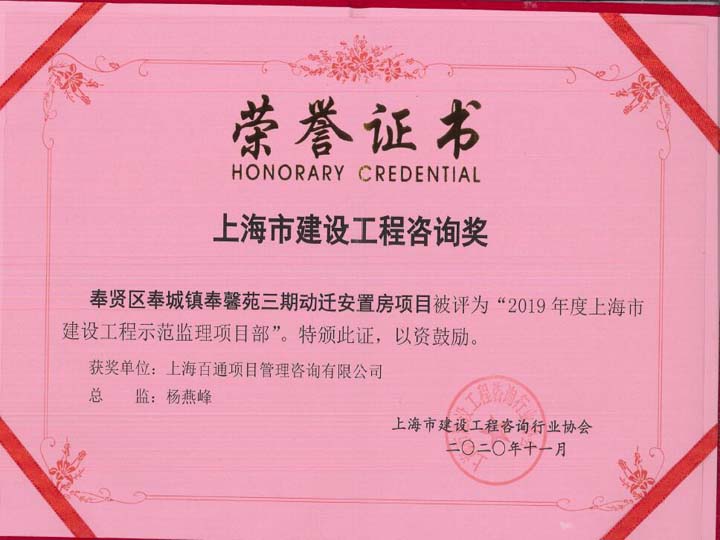 荣誉证书
HONORARY CREDENTIAL
上海市建设工程咨询奖
奉贤区奉城镇奉馨苑三期动迁安置房项目被评为“2019年度上海市
建设工程示范监理项目部”。特颁此证，以资鼓励。
获奖单位：上海百通项目管理咨询有限公司
总　　监：杨燕峰
上海市建设工程咨询行业协会
二〇二〇年十一月